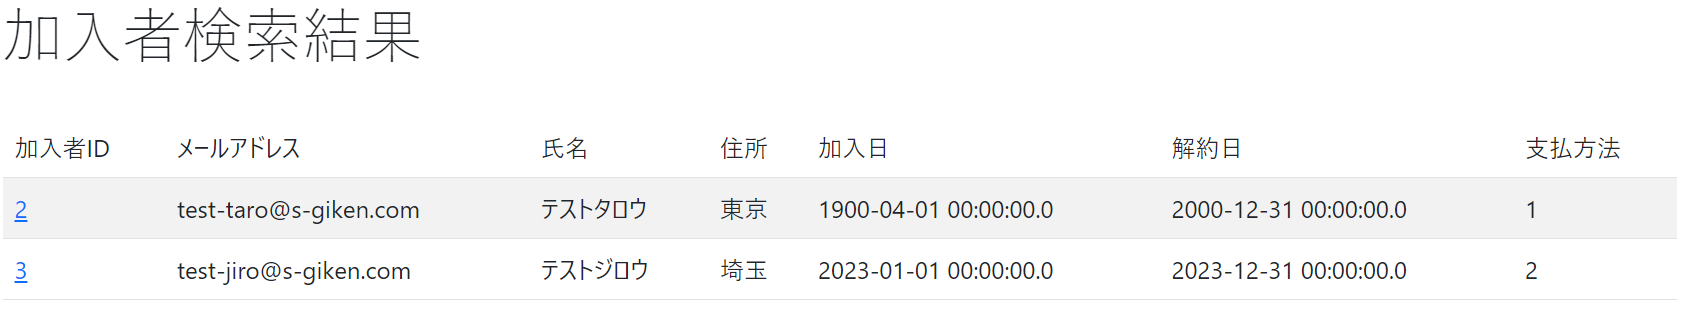 加入者検索結果
加入者ID メールアドレス 氏名 住所 加入日 解約日 支払方法
2 test-taro@s-giken.com テストタロウ 東京 1900-04-01 00:00:00.0 2000-12-31 00:00:00.0 1
3 test-jiro@s-giken.com テストジロウ 埼玉 2023-01-01 00:00:00.0 2023-12-31 00:00:00.0 2